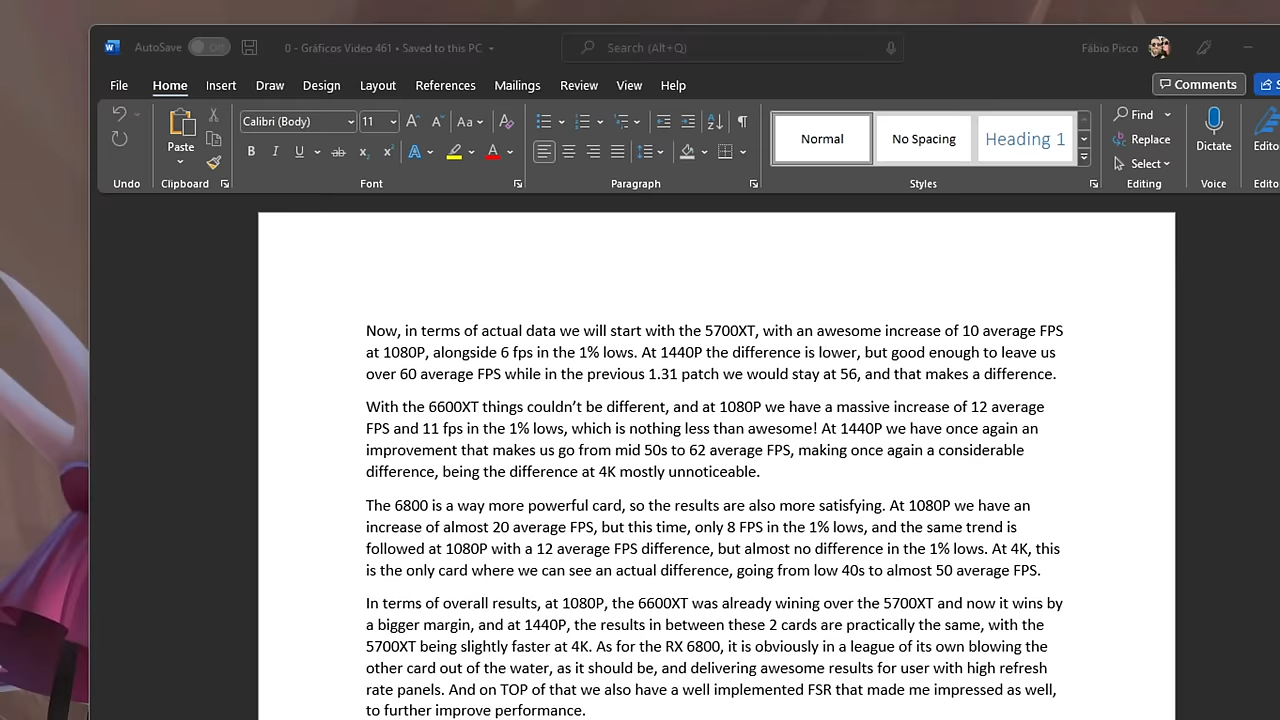 AutoSave Off 0 - Gráficos Video 461 • Saved to this PC Search (Alt+Q) Fábio Pisco
File Home Insert Draw Design Layout References Mailings Review View Help Comments
Paste Calibri (Body) 11 Aa Normal No Spacing Heading 1 Find Replace Select Dictate
Undo Clipboard Font Paragraph Styles Editing Voice
Now, in terms of actual data we will start with the 5700XT, with an awesome increase of 10 average FPS
at 1080P, alongside 6 fps in the 1% lows. At 1440P the difference is lower, but good enough to leave us
over 60 average FPS while in the previous 1.31 patch we would stay at 56, and that makes a difference.
With the 6600XT things couldn’t be different, and at 1080P we have a massive increase of 12 average
FPS and 11 fps in the 1% lows, which is nothing less than awesome! At 1440P we have once again an
improvement that makes us go from mid 50s to 62 average FPS, making once again a considerable
difference, being the difference at 4K mostly unnoticeable.
The 6800 is a way more powerful card, so the results are also more satisfying. At 1080P we have an
increase of almost 20 average FPS, but this time, only 8 FPS in the 1% lows, and the same trend is
followed at 1080P with a 12 average FPS difference, but almost no difference in the 1% lows. At 4K, this
is the only card where we can see an actual difference, going from low 40s to almost 50 average FPS.
In terms of overall results, at 1080P, the 6600XT was already wining over the 5700XT and now it wins by
a bigger margin, and at 1440P, the results in between these 2 cards are practically the same, with the
5700XT being slightly faster at 4K. As for the RX 6800, it is obviously in a league of its own blowing the
other card out of the water, as it should be, and delivering awesome results for user with high refresh
rate panels. And on TOP of that we also have a well implemented FSR that made me impressed as well,
to further improve performance.